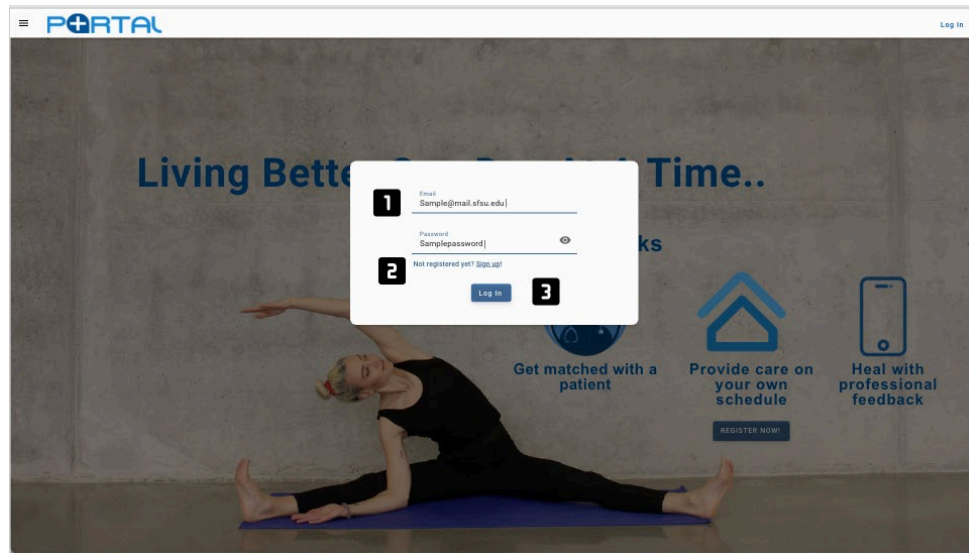 PORTAL
Log In
Living Bette Time..
1
Email
Sample@mail.sfsu.edu
Password
Samplepassword
ks
2
Not registered yet? Sign up!
Log In
3
Get matched with a
patient
Provide care on
your own
schedule
Heal with
professional
feedback
REGISTER NOW!